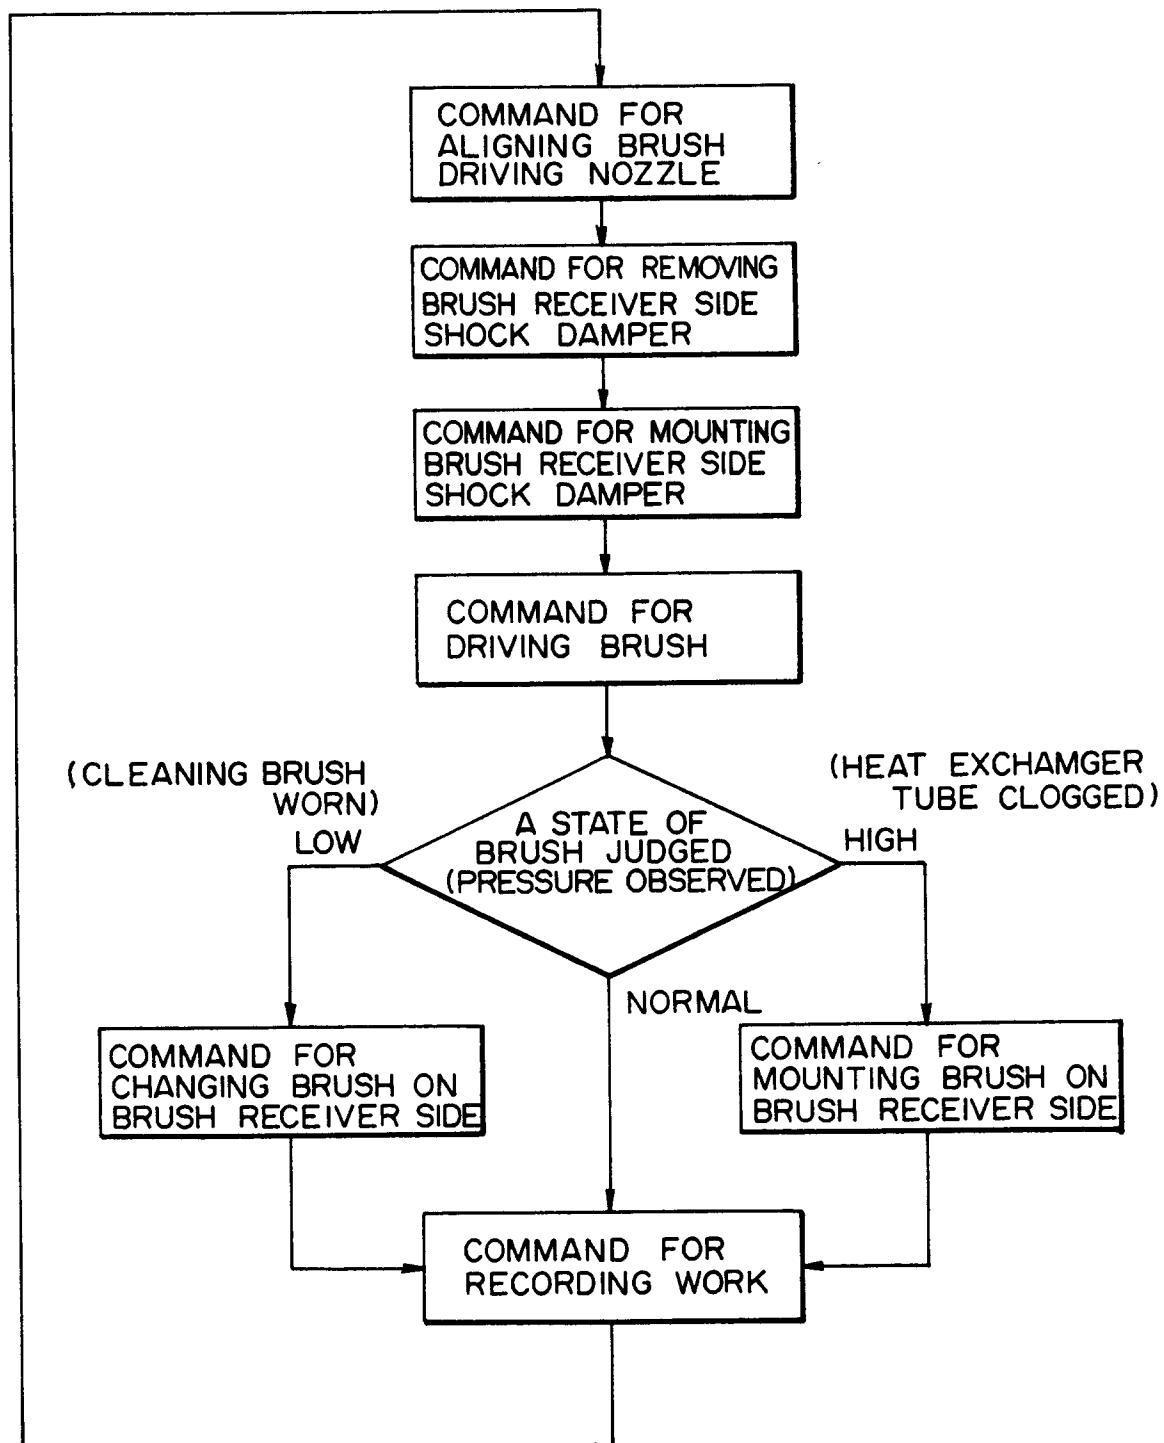 COMMAND FOR
ALIGNING BRUSH
DRIVING NOZZLE
COMMAND FOR REMOVING
BRUSH RECEIVER SIDE
SHOCK DAMPER
COMMAND FOR MOUNTING
BRUSH RECEIVER SIDE
SHOCK DAMPER
COMMAND FOR
DRIVING BRUSH
(CLEANING BRUSH
WORN)
LOW
A STATE OF
BRUSH JUDGED
(PRESSURE OBSERVED)
(HEAT EXCHAMGER
TUBE CLOGGED)
HIGH
NORMAL
COMMAND FOR
CHANGING BRUSH ON
BRUSH RECEIVER SIDE
COMMAND FOR
MOUNTING BRUSH ON
BRUSH RECEIVER SIDE
COMMAND FOR
RECORDING WORK